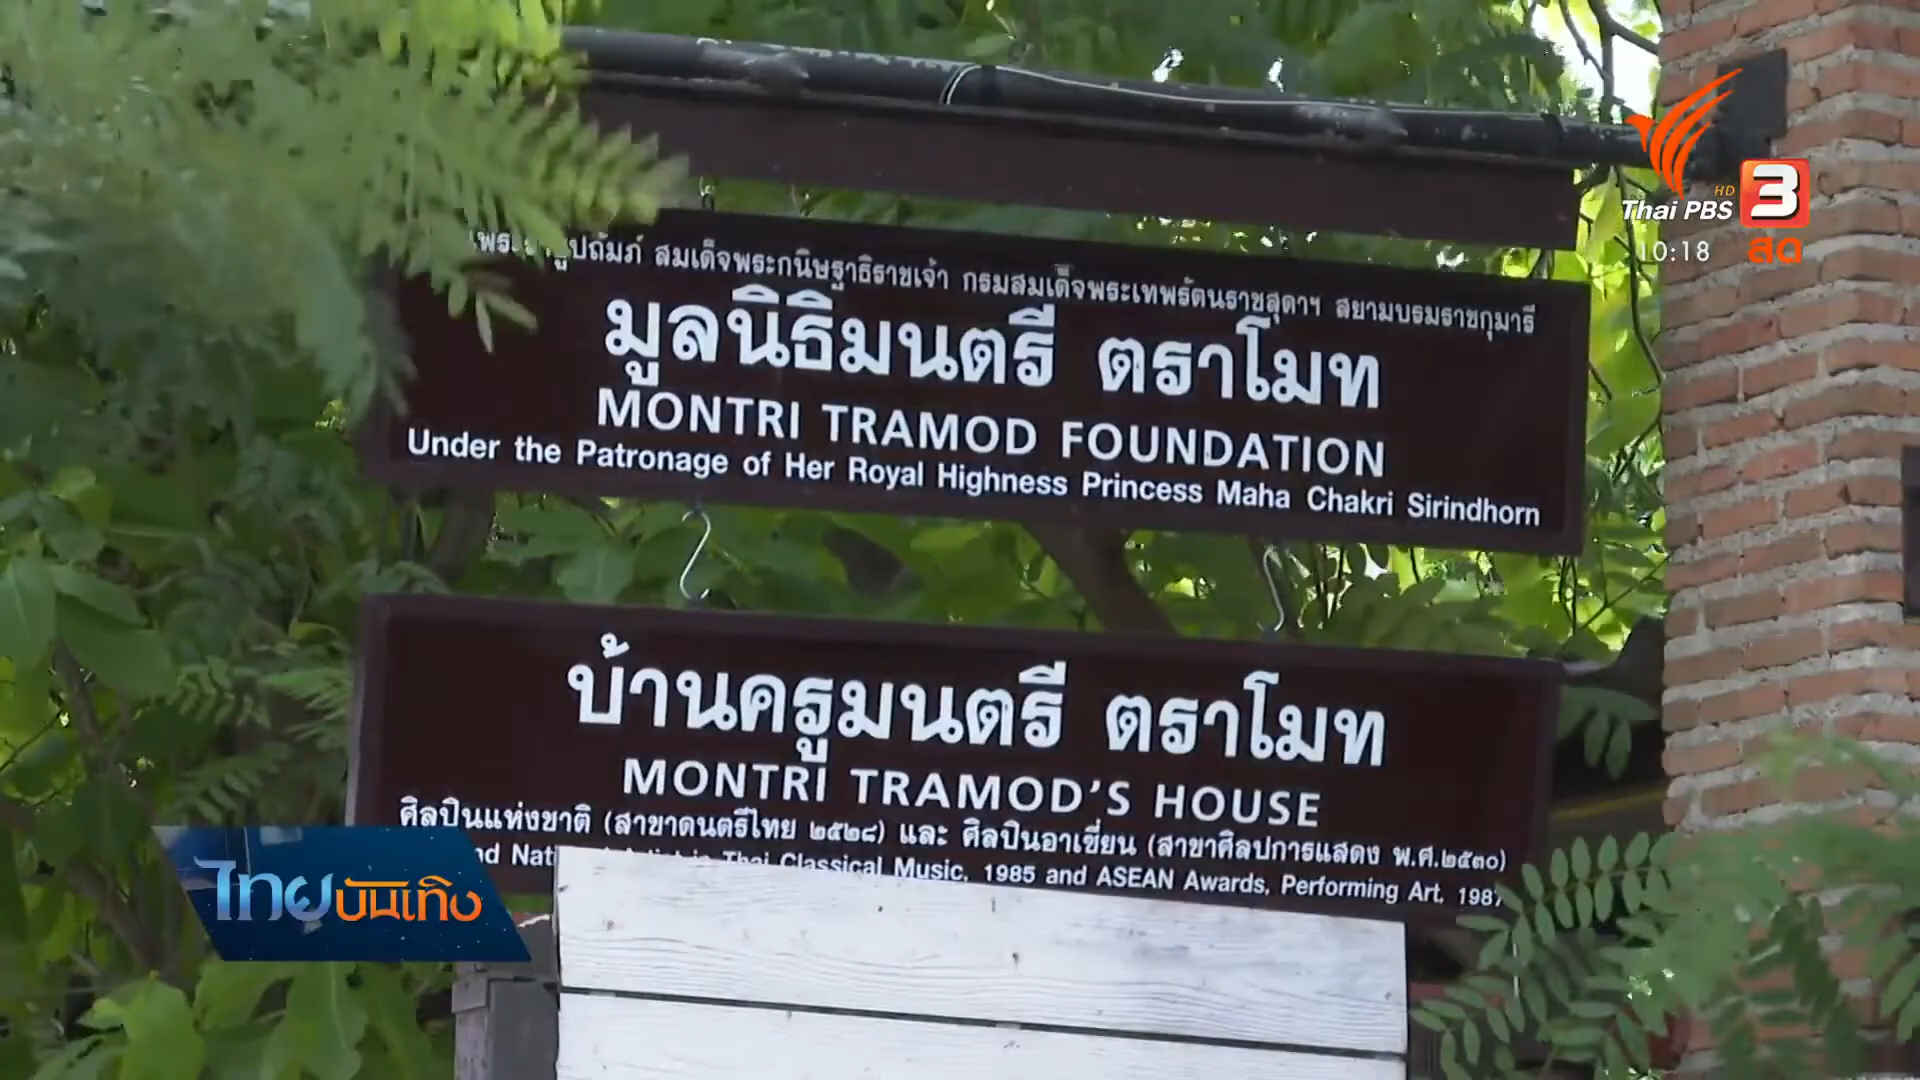 สมเด็จพระกนิษฐาธิราชเจ้า กรมสมเด็จพระเทพรัตนราชสุดาฯ สยามบรมราชกุมารี
มูลนิธิมนตรี ตราโมท
MONTRI TRAMOD FOUNDATION
Under the Patronage of Her Royal Highness Princess Maha Chakri Sirindhorn
บ้านครูมนตรี ตราโมท
MONTRI TRAMOD'S HOUSE
ศิลปินแห่งชาติ (สาขาดนตรีไทย ๒๕๒๘) และ ศิลปินอาเซี่ยน (สาขาศิลปการแสดง พ.ศ.๒๕๓๐)
Thai Classical Music, 1985 and ASEAN Awards, Performing Art, 1987
HD
Thai PBS 3
10:18 สด
ไทยบันเทิง